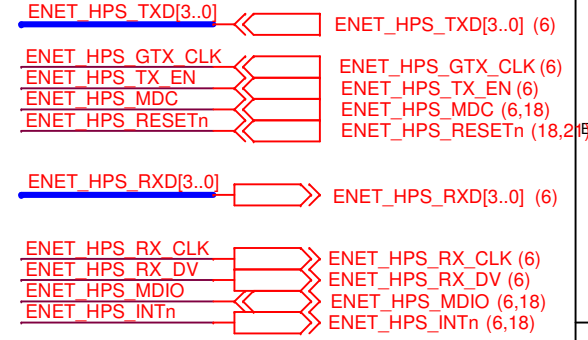 ENET_HPS_TXD[3..0] ENET_HPS_TXD[3..0] (6)
ENET_HPS_GTX_CLK ENET_HPS_GTX_CLK (6)
ENET_HPS_TX_EN ENET_HPS_TX_EN (6)
ENET_HPS_MDC ENET_HPS_MDC (6,18)
ENET_HPS_RESETn ENET_HPS_RESETn (18,21)
ENET_HPS_RXD[3..0] ENET_HPS_RXD[3..0] (6)
ENET_HPS_RX_CLK ENET_HPS_RX_CLK (6)
ENET_HPS_RX_DV ENET_HPS_RX_DV (6)
ENET_HPS_MDIO ENET_HPS_MDIO (6,18)
ENET_HPS_INTn ENET_HPS_INTn (6,18)